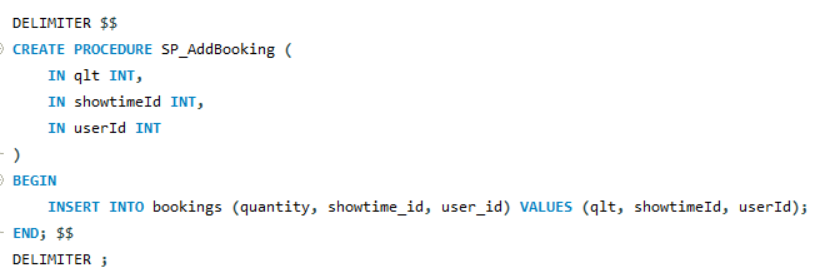 DELIMITER $$
CREATE PROCEDURE SP_AddBooking (
    IN qlt INT,
    IN showtimeId INT,
    IN userId INT
)
BEGIN
    INSERT INTO bookings (quantity, showtime_id, user_id) VALUES (qlt, showtimeId, userId);
END; $$
DELIMITER ;